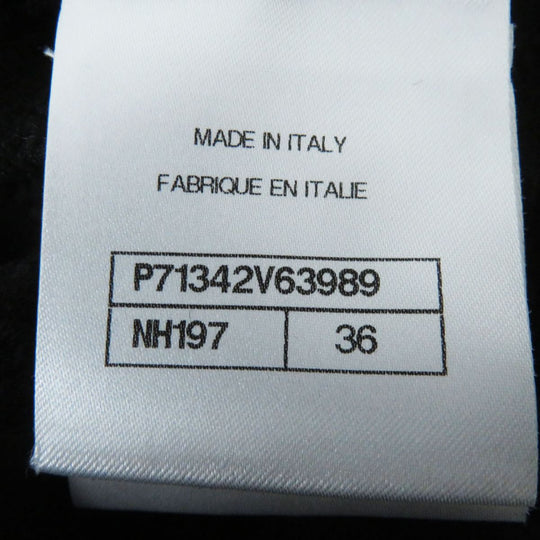 MADE IN ITALY
FABRIQUE EN ITALIE
P71342V63989
NH197 36